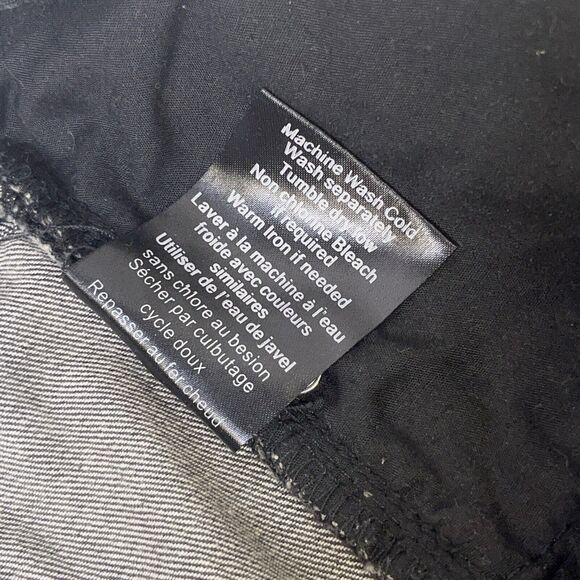 Machine Wash Cold
Wash separately
Tumble dry low
Non chlorine Bleach
if required
Warm Iron if needed
Laver à la machine à l'eau
froide avec couleurs
similaires
Utiliser de l'eau de javel
sans chlore au besion
Sécher par culbutage
cycle doux
Repasser au fer cheud